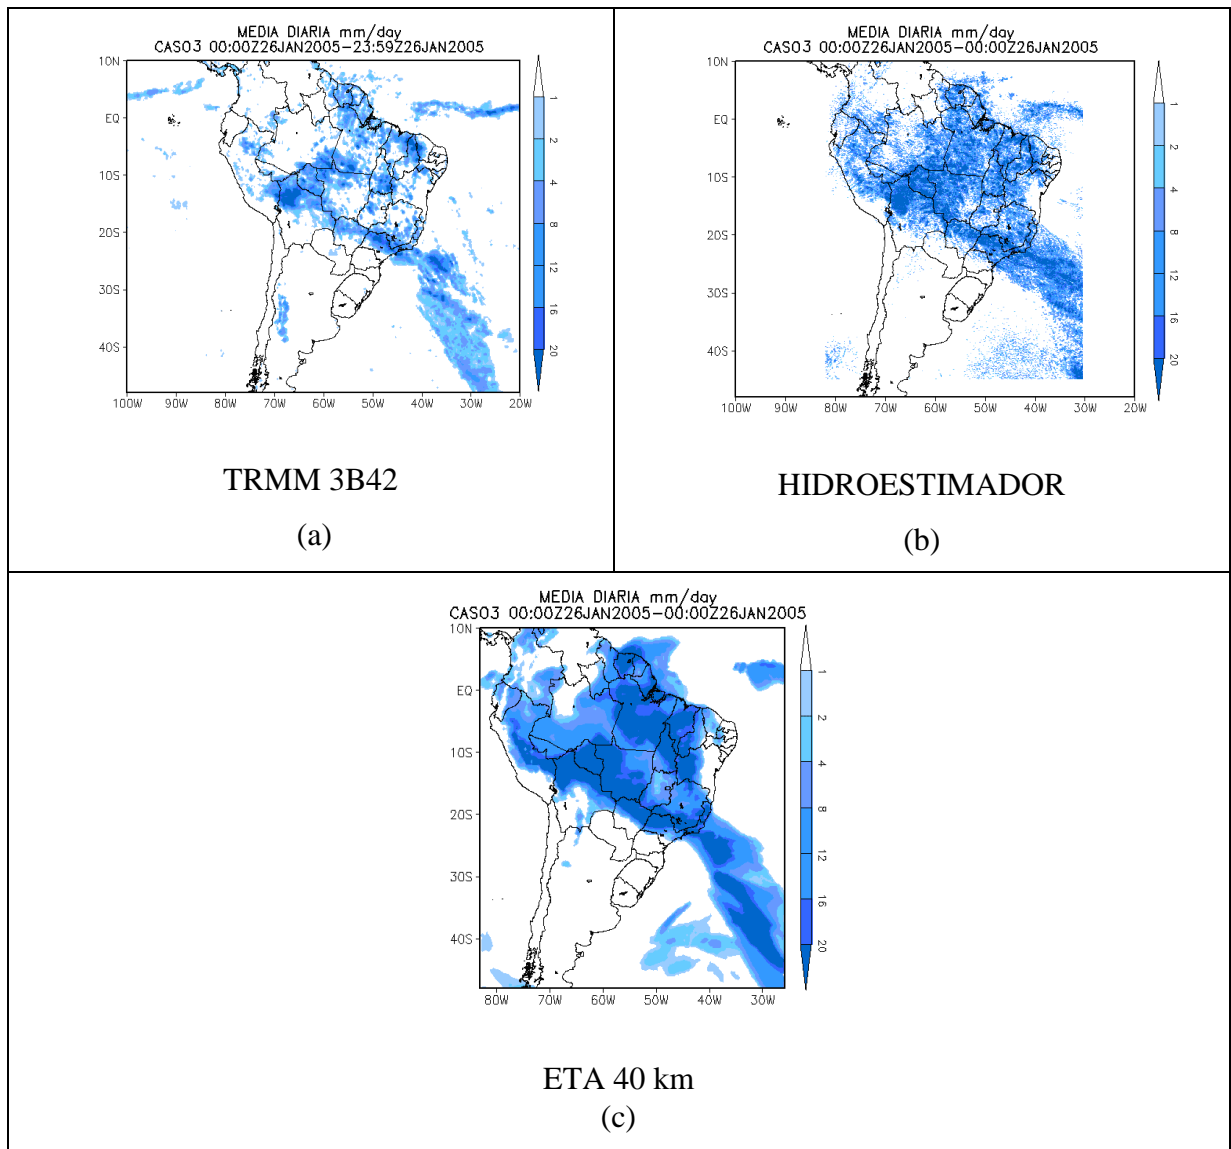 MEDIA DIARIA mm/day
CASO3 00:00Z26JAN2005-23:59Z26JAN2005
10N
EQ
10S
20S
30S
40S
100W 90W 80W 70W 60W 50W 40W 30W 20W
1
2
4
8
12
16
20
TRMM 3B42
(a)
MEDIA DIARIA mm/day
CASO3 00:00Z26JAN2005-00:00Z26JAN2005
10N
EQ
10S
20S
30S
40S
100W 90W 80W 70W 60W 50W 40W 30W 20W
1
2
4
8
12
16
20
HIDROESTIMADOR
(b)
MEDIA DIARIA mm/day
CASO3 00:00Z26JAN2005-00:00Z26JAN2005
10N
EQ
10S
20S
30S
40S
80W 70W 60W 50W 40W 30W
1
2
4
8
12
16
20
ETA 40 km
(c)